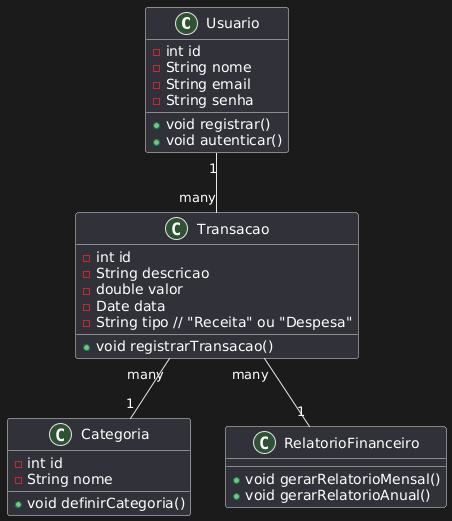 C Usuario
int id
String nome
String email
String senha
void registrar()
void autenticar()
1
many
C Transacao
int id
String descricao
double valor
Date data
String tipo // "Receita" ou "Despesa"
void registrarTransacao()
many many
1 1
C Categoria
int id
String nome
void definirCategoria()
C RelatorioFinanceiro
void gerarRelatorioMensal()
void gerarRelatorioAnual()